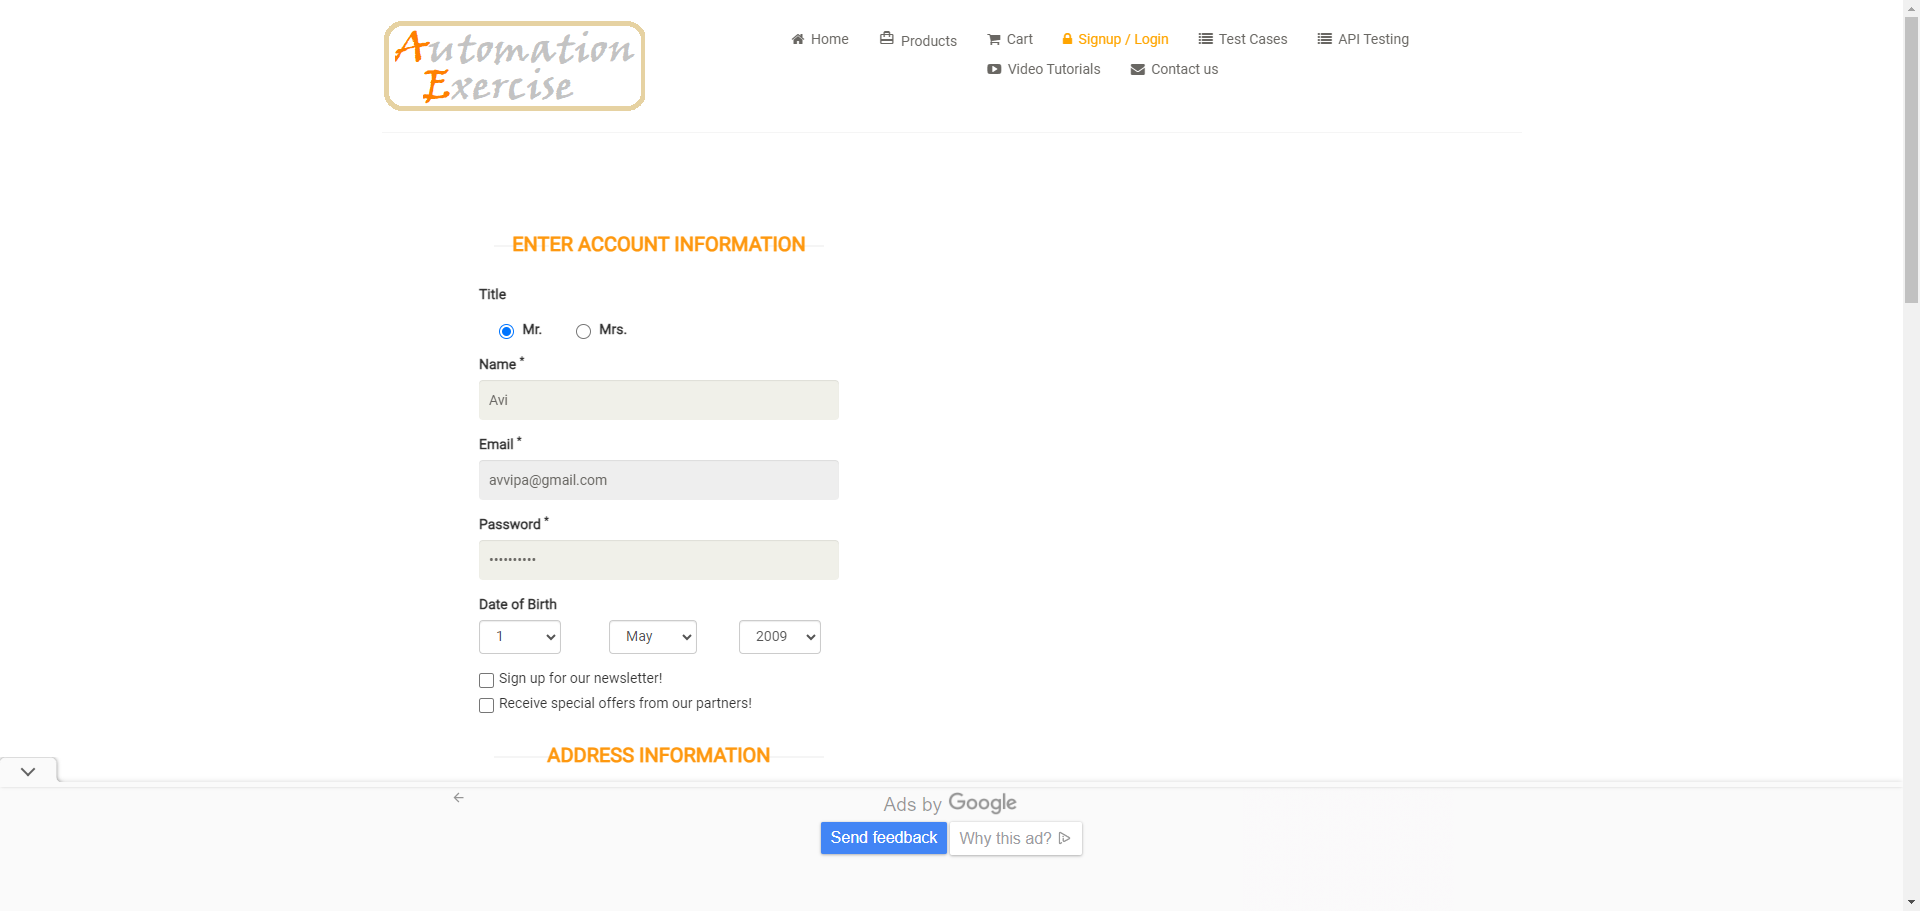 Automation
Exercise
Home Products Cart Signup / Login Test Cases API Testing
Video Tutorials Contact us
ENTER ACCOUNT INFORMATION
Title
Mr. Mrs.
Name *
Avi
Email *
avvipa@gmail.com
Password *
••••••••••
Date of Birth
1 May 2009
Sign up for our newsletter!
Receive special offers from our partners!
ADDRESS INFORMATION
Ads by Google
Send feedback Why this ad?